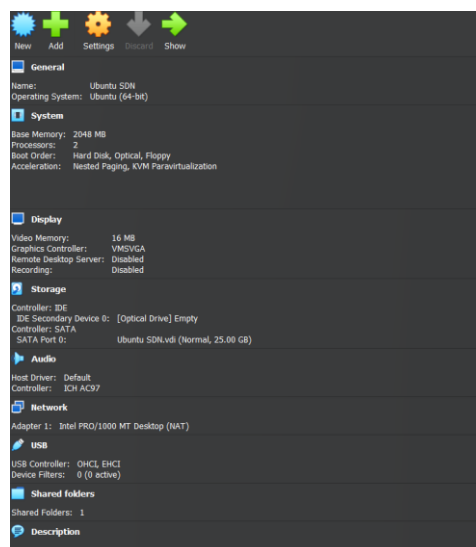 New Add Settings Discard Show
General
Name: Ubuntu SDN
Operating System: Ubuntu (64-bit)
System
Base Memory: 2048 MB
Processors: 2
Boot Order: Hard Disk, Optical, Floppy
Acceleration: Nested Paging, KVM Paravirtualization
Display
Video Memory: 16 MB
Graphics Controller: VMSVGA
Remote Desktop Server: Disabled
Recording: Disabled
Storage
Controller: IDE
IDE Secondary Device 0: [Optical Drive] Empty
Controller: SATA
SATA Port 0: Ubuntu SDN.vdi (Normal, 25.00 GB)
Audio
Host Driver: Default
Controller: ICH AC97
Network
Adapter 1: Intel PRO/1000 MT Desktop (NAT)
USB
USB Controller: OHCI, EHCI
Device Filters: 0 (0 active)
Shared folders
Shared Folders: 1
Description